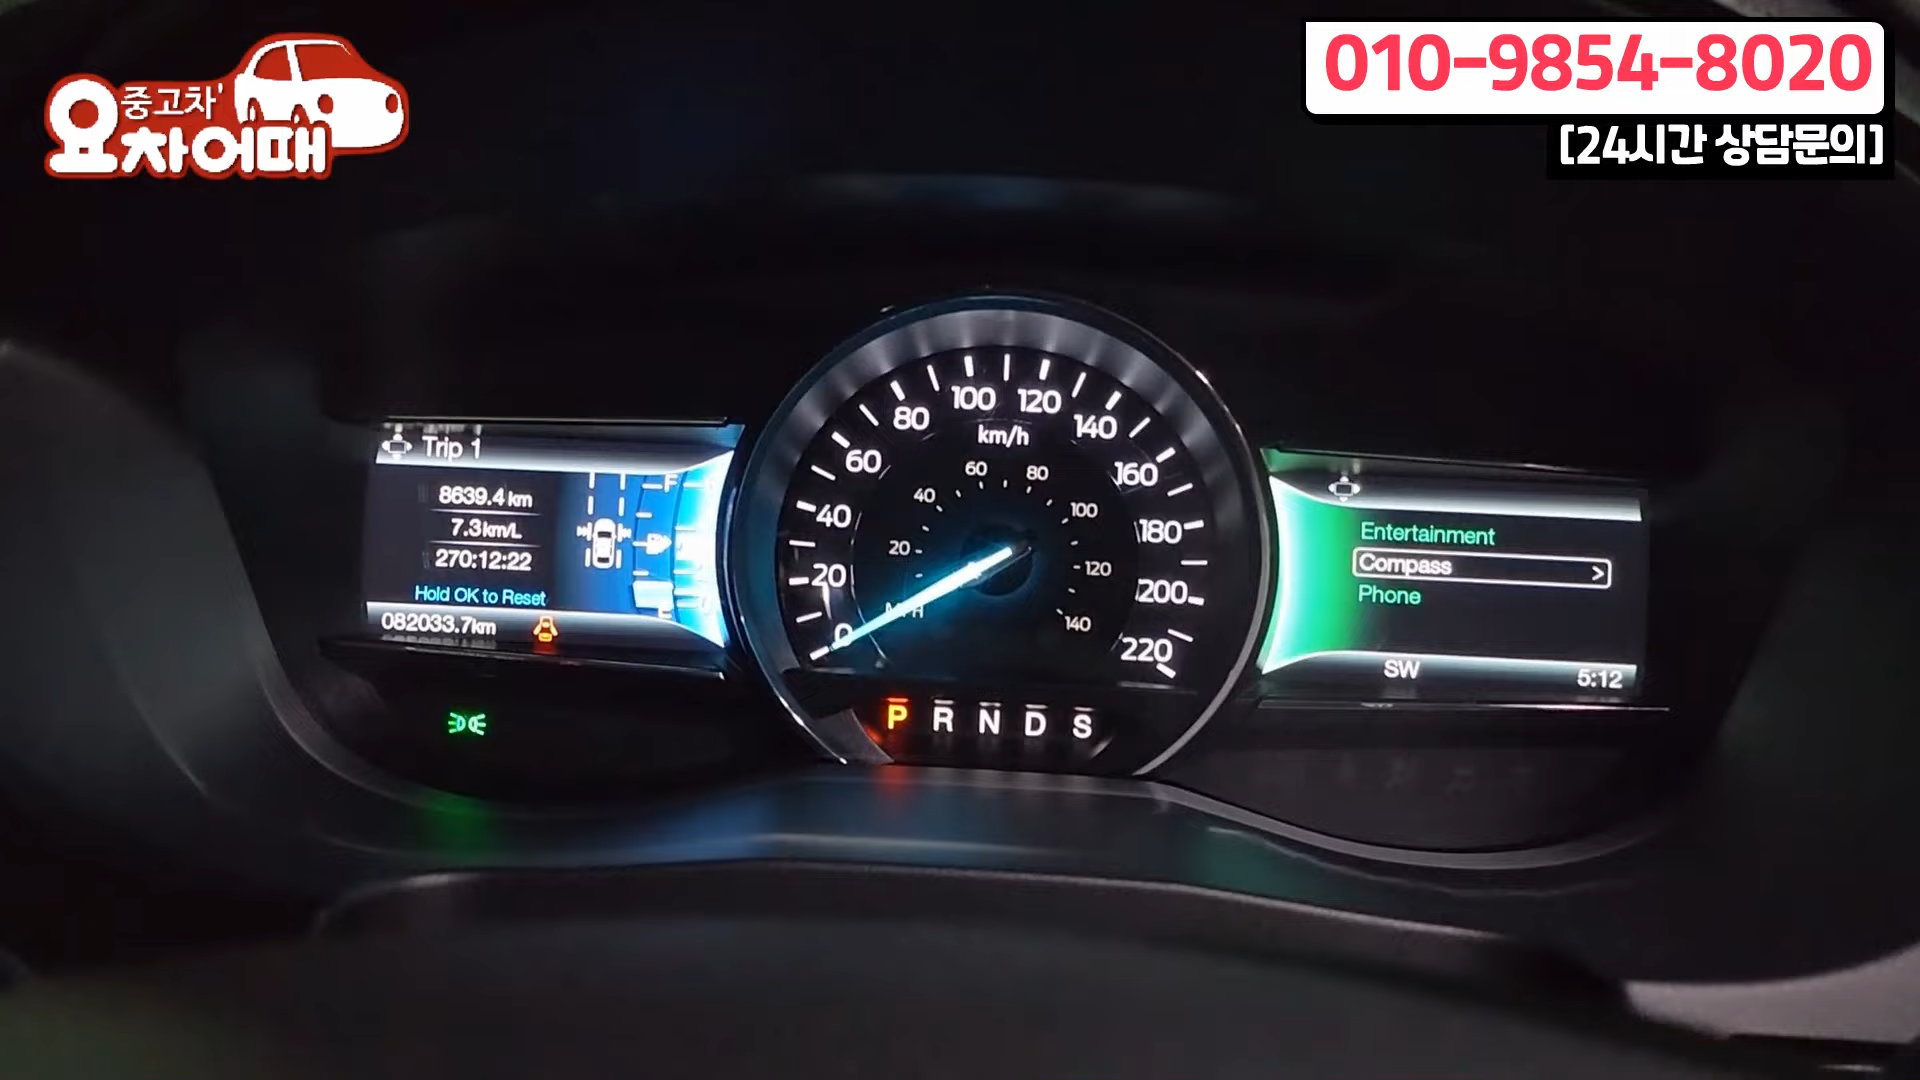 중고차'
요차어때
010-9854-8020
[24시간 상담문의]
Trip 1
8639.4 km
7.3 km/L
270:12:22
Hold OK to Reset
082033.7km
F
E
0 20 40 60 80 100 120 140 160 180 200 220
km/h
20 40 60 80 100 120 140
MPH
P R N D S
Entertainment
Compass >
Phone
SW 5:12